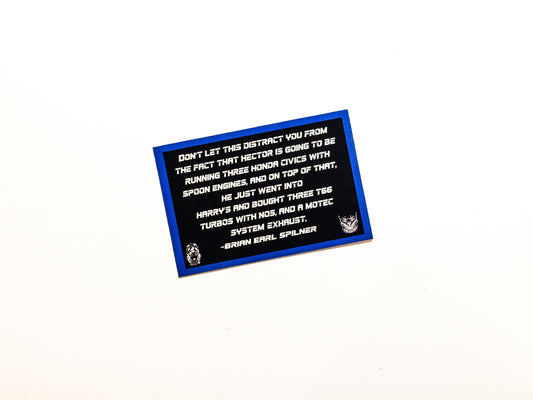 DON'T LET THIS DISTRACT YOU FROM
THE FACT THAT HECTOR IS GOING TO BE
RUNNING THREE HONDA CIVICS WITH
SPOON ENGINES, AND ON TOP OF THAT,
HE JUST WENT INTO
HARRY'S AND BOUGHT THREE T66
TURBOS WITH NOS, AND A MOTEC
SYSTEM EXHAUST.
-BRIAN EARL SPILNER